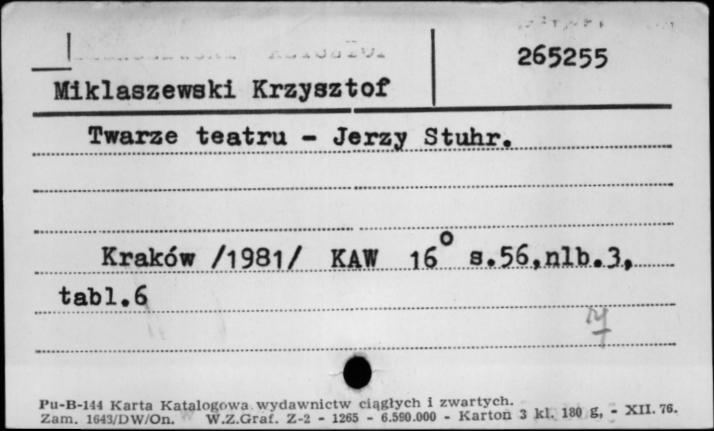 265255
Miklaszewski Krzysztof
Twarze teatru - Jerzy Stuhr.
Kraków /1981/ KAW 16° s.56,nlb.3,
tabl.6
Pu-B-144 Karta Katalogowa wydawnictw ciągłych i zwartych.
Zam. 1643/DW/On. W.Z.Graf. Z-2 - 1265 - 6.590.000 - Karton 3 kl. 180 g, - XII. 76.